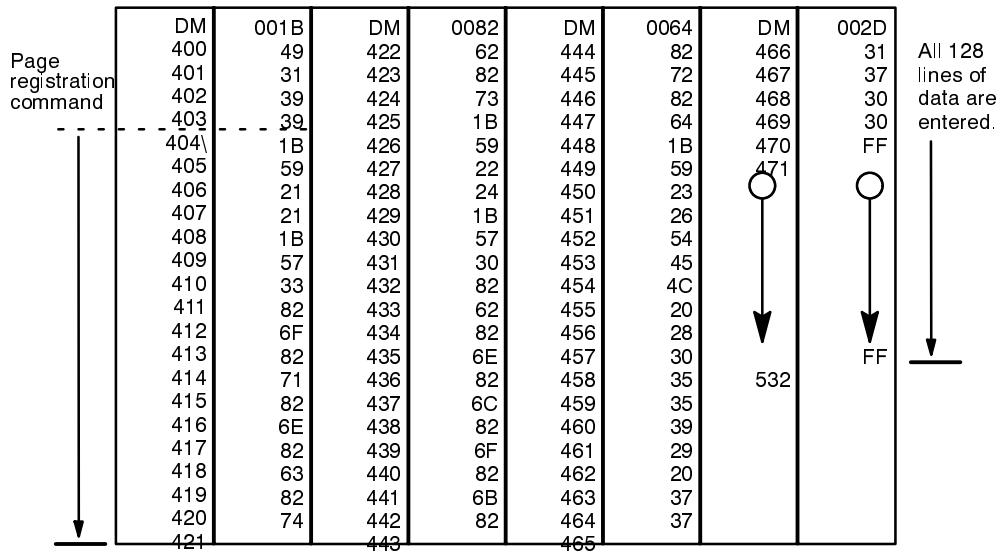 Page
registration
command
DM 001B DM 0082 DM 0064 DM 002D
400 49 422 62 444 82 466 31
401 31 423 82 445 72 467 37
402 39 424 73 446 82 468 30
403 39 425 1B 447 64 469 30
404\ 1B 426 59 448 1B 470 FF
405 59 427 22 449 59 471
406 21 428 24 450 23
407 21 429 1B 451 26
408 1B 430 57 452 54
409 57 431 30 453 45
410 33 432 82 454 4C
411 82 433 62 455 20
412 6F 434 82 456 28
413 82 435 6E 457 30 FF
414 71 436 82 458 35 532
415 82 437 6C 459 35
416 6E 438 82 460 39
417 82 439 6F 461 29
418 63 440 82 462 20
419 82 441 6B 463 37
420 74 442 82 464 37
421 443 465
All 128
lines of
data are
entered.